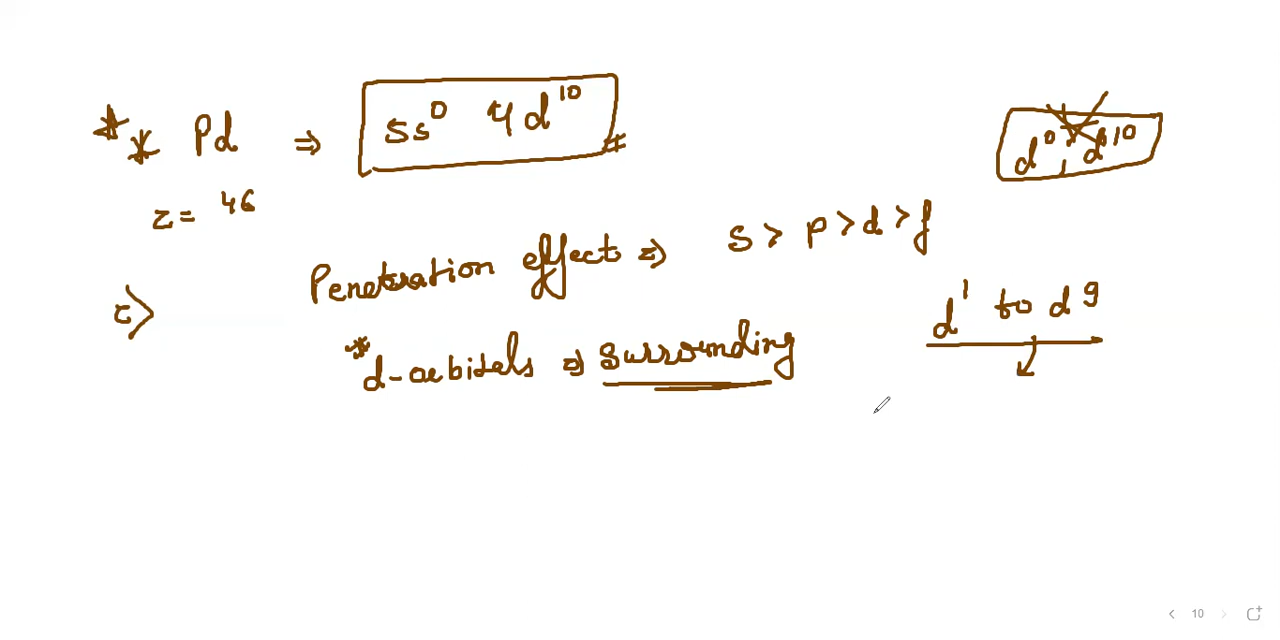 ** Pd ⇒ 5s⁰ 4d¹⁰
d⁰, d¹⁰
z = 46
Penetration effect ⇒ s > p > d > f
c)
d¹ to d⁹
* d-orbitals ⇒ Surrounding
10